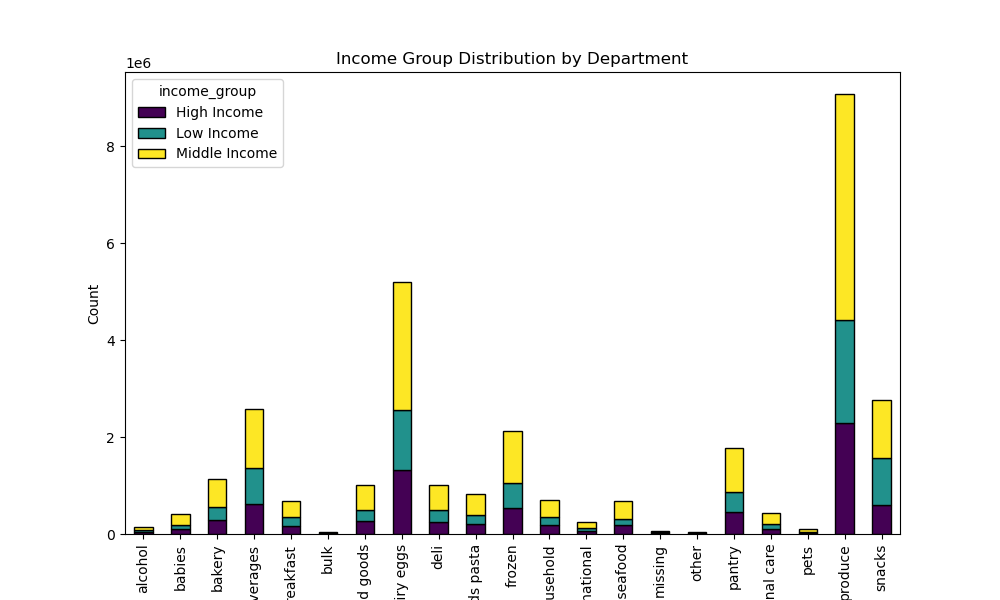 Income Group Distribution by Department
1e6
income_group
High Income
Low Income
Middle Income
Count
8
6
4
2
0
alcohol
babies
bakery
verages
reakfast
bulk
d goods
iry eggs
deli
ds pasta
frozen
usehold
national
seafood
missing
other
pantry
nal care
pets
produce
snacks